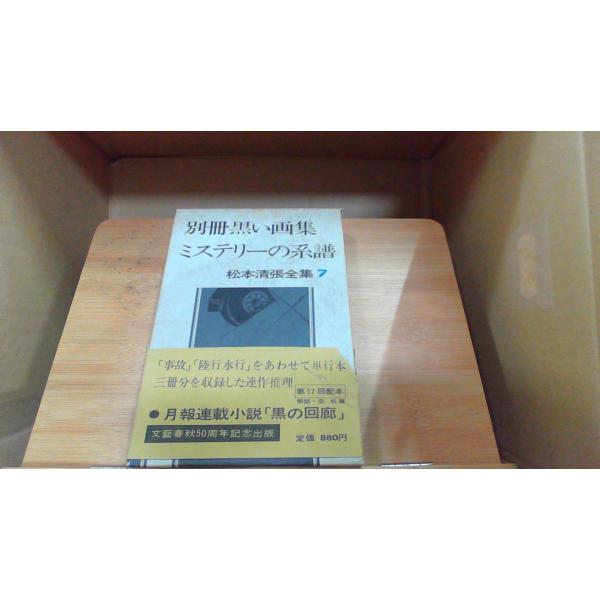 別冊黒い画集
ミステリーの系譜
松本清張全集7
「事故」「陸行水行」をあわせて単行本
三冊分を収録した連作推理
第17回配本
解説・
●月報連載小説「黒の回廊」
文藝春秋50周年記念出版
定価 880円